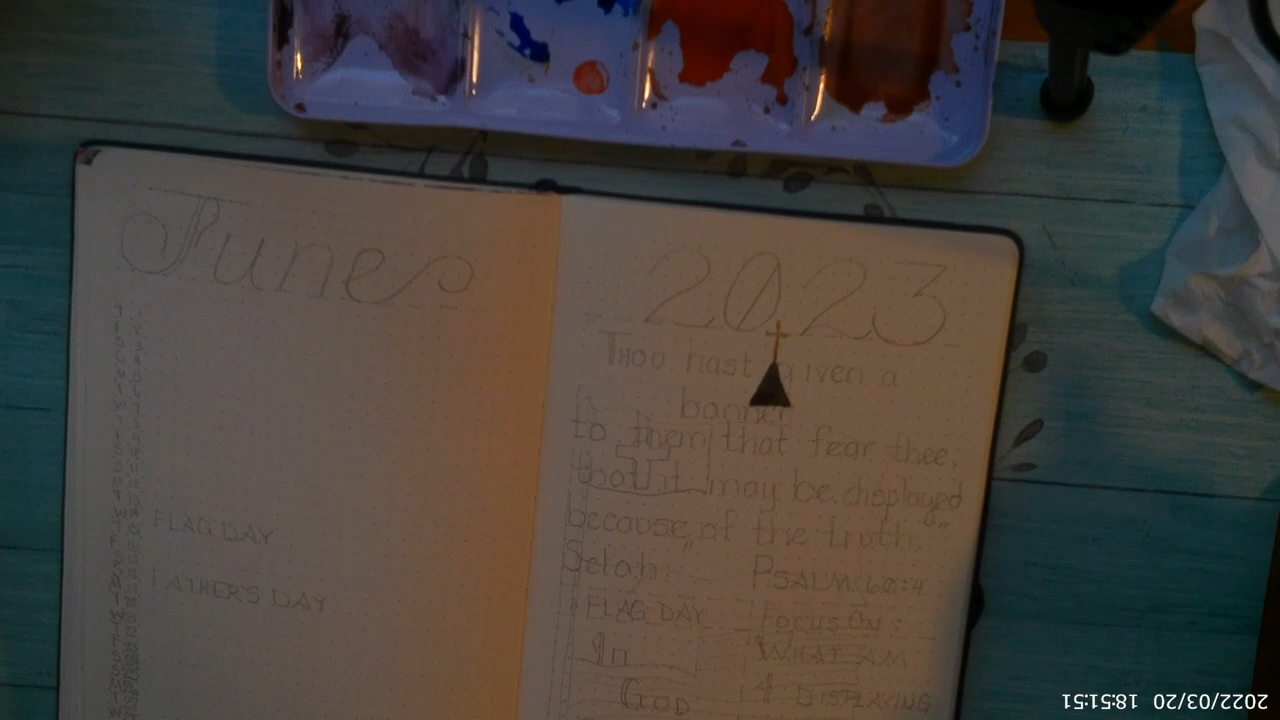 June
FLAG DAY
FATHER'S DAY
2023
Thou hast given a
banner
to them that fear thee,
that it may be displayed
because of the truth."
Selah.
PSALM 60:4
FLAG DAY
Focus On:
In
WHAT AM
GOD
I DISPLAYING
2022/03/20 18:51:51